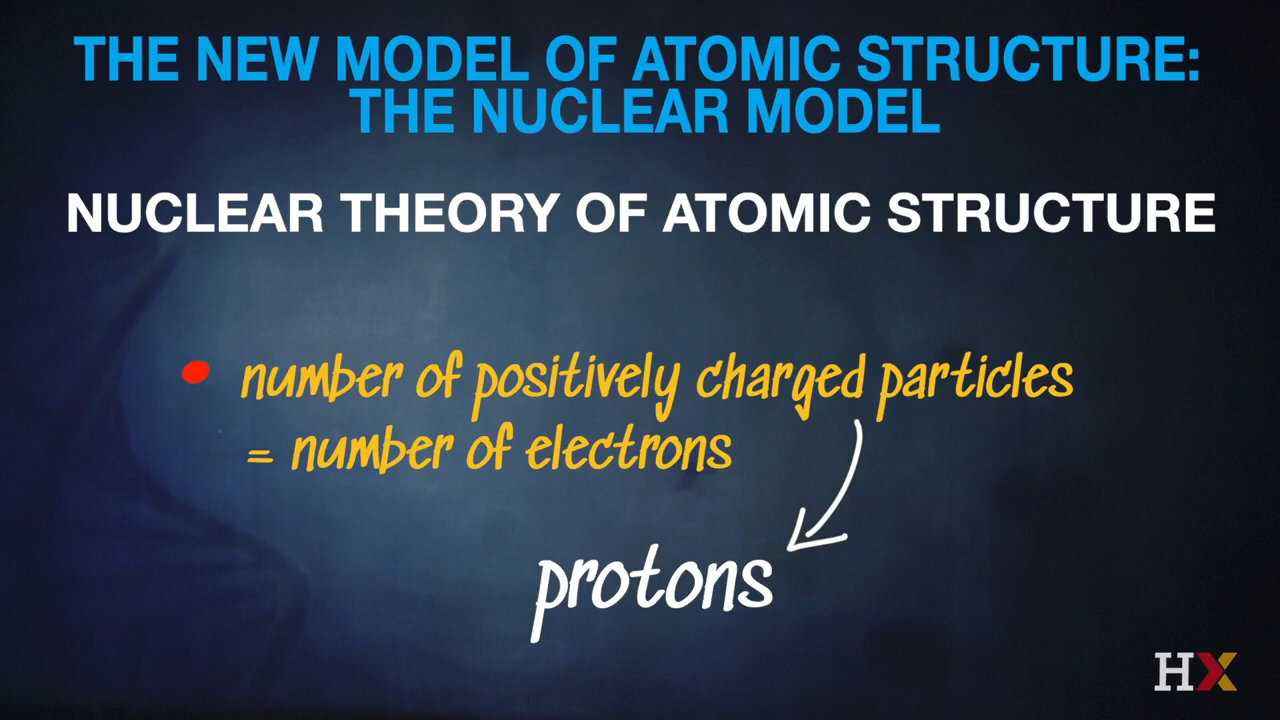 THE NEW MODEL OF ATOMIC STRUCTURE:
THE NUCLEAR MODEL
NUCLEAR THEORY OF ATOMIC STRUCTURE
number of positively charged particles
= number of electrons
protons
HX